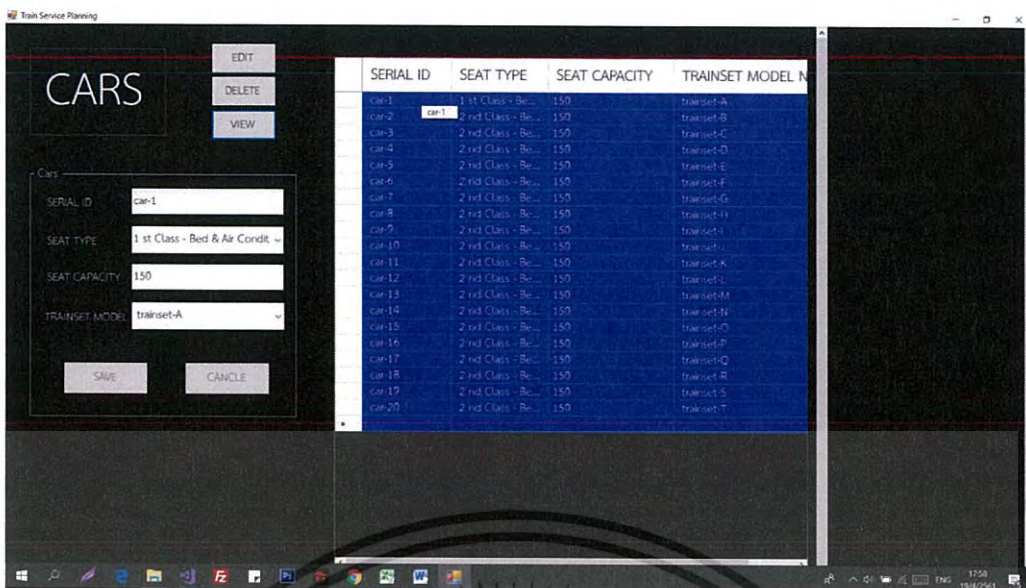 Train Service Planning
CARS
EDIT
DELETE
VIEW
Cars
SERIAL ID car-1
SEAT TYPE 1 st Class - Bed & Air Condit
SEAT CAPACITY 150
TRAINSET MODEL trainset-A
SAVE CANCLE
SERIAL ID SEAT TYPE SEAT CAPACITY TRAINSET MODEL N
car-1 1 st Class - Be... 150 trainset-A
car-1
car-2 2 nd Class - Be... 150 trainset-B
car-3 2 nd Class - Be... 150 trainset-C
car-4 2 nd Class - Be... 150 trainset-D
car-5 2 nd Class - Be... 150 trainset-E
car-6 2 nd Class - Be... 150 trainset-F
car-7 2 nd Class - Be... 150 trainset-G
car-8 2 nd Class - Be... 150 trainset-H
car-9 2 nd Class - Be... 150 trainset-I
car-10 2 nd Class - Be... 150 trainset-J
car-11 2 nd Class - Be... 150 trainset-K
car-12 2 nd Class - Be... 150 trainset-L
car-13 2 nd Class - Be... 150 trainset-M
car-14 2 nd Class - Be... 150 trainset-N
car-15 2 nd Class - Be... 150 trainset-O
car-16 2 nd Class - Be... 150 trainset-P
car-17 2 nd Class - Be... 150 trainset-Q
car-18 2 nd Class - Be... 150 trainset-R
car-19 2 nd Class - Be... 150 trainset-S
car-20 2 nd Class - Be... 150 trainset-T
ENG 17:58
19/4/2561